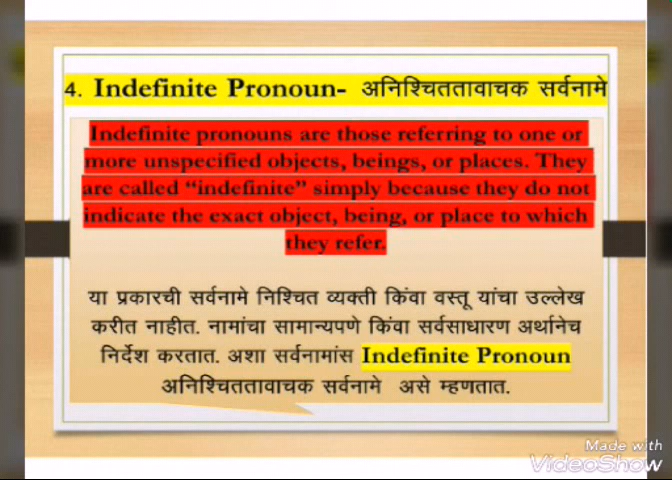 4. Indefinite Pronoun- अनिश्चिततावाचक सर्वनामे
Indefinite pronouns are those referring to one or
more unspecified objects, beings, or places. They
are called “indefinite” simply because they do not
indicate the exact object, being, or place to which
they refer.
या प्रकारची सर्वनामे निश्चित व्यक्ती किंवा वस्तू यांचा उल्लेख
करीत नाहीत. नामांचा सामान्यपणे किंवा सर्वसाधारण अर्थानेच
निर्देश करतात. अशा सर्वनामांस Indefinite Pronoun
अनिश्चिततावाचक सर्वनामे असे म्हणतात.
Made with
VideoShow